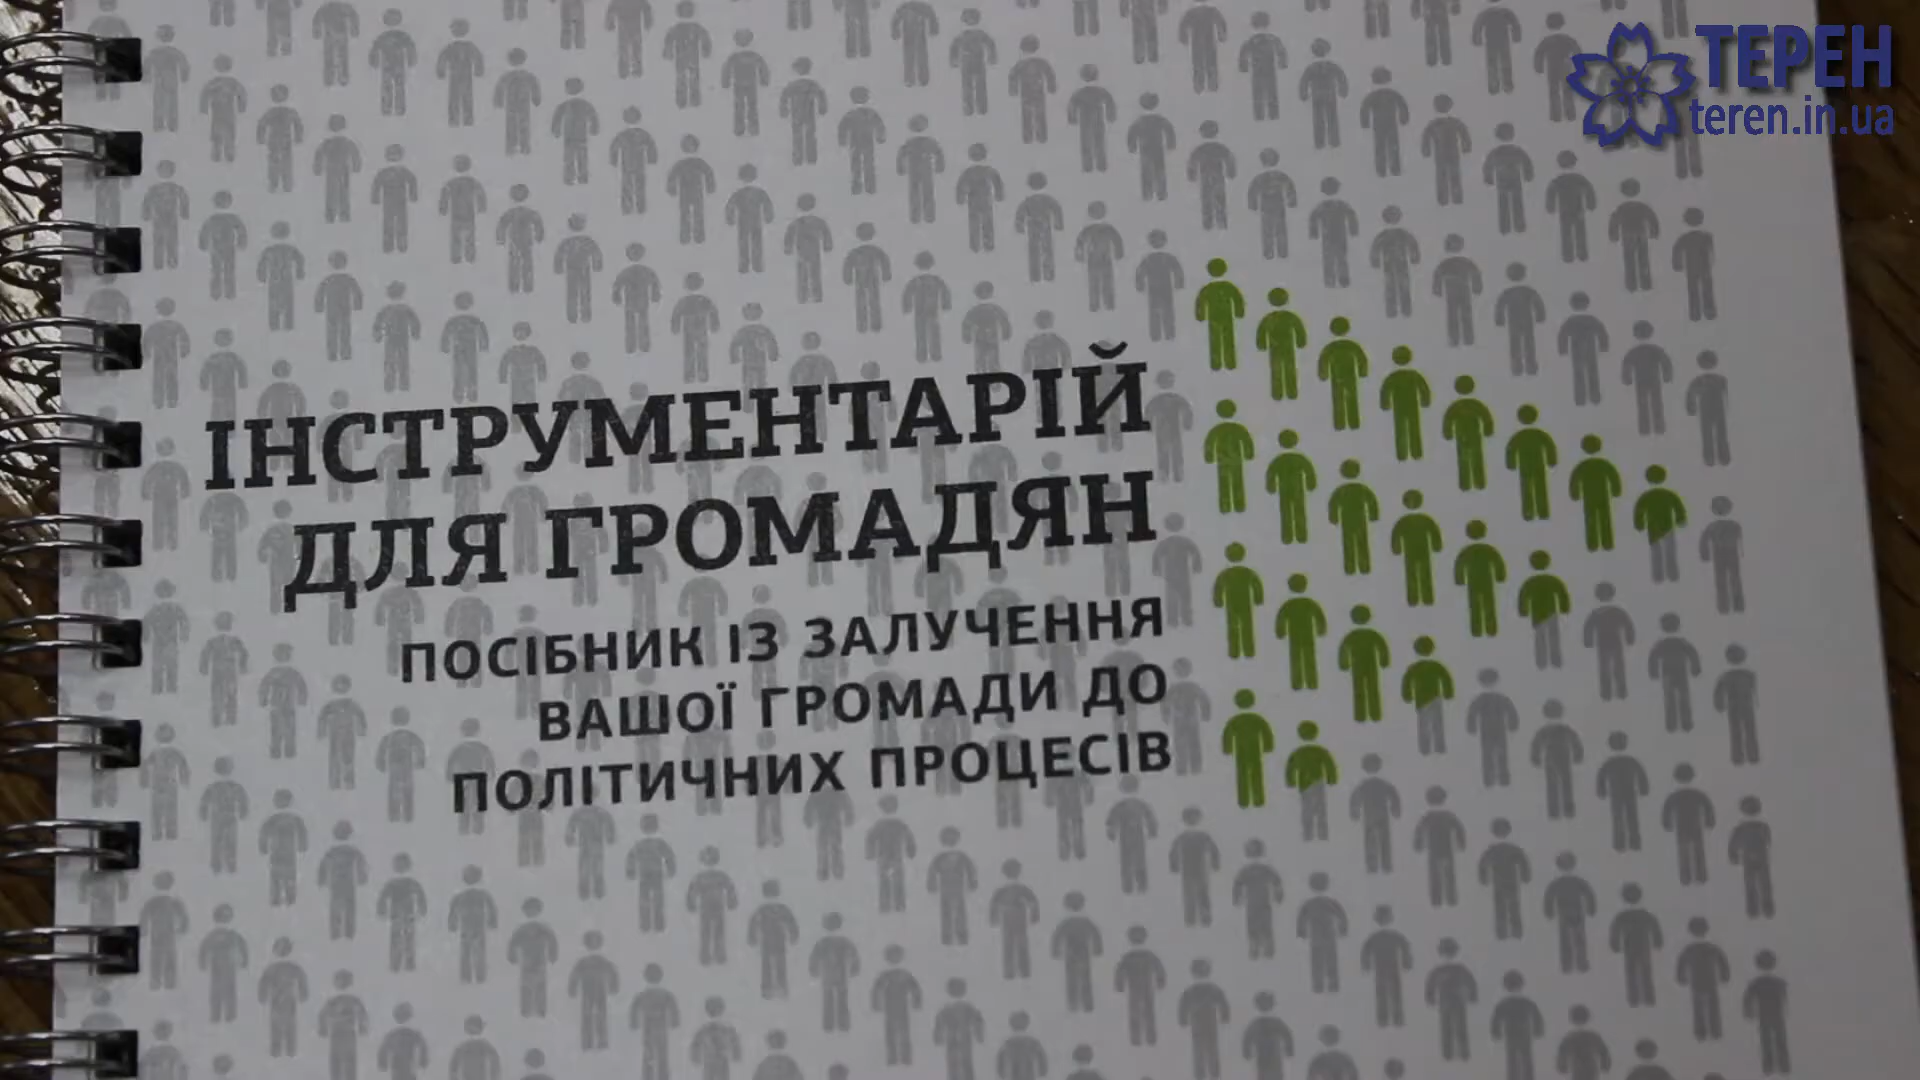 ТЕРЕН
teren.in.ua
ІНСТРУМЕНТАРІЙ
ДЛЯ ГРОМАДЯН
ПОСІБНИК ІЗ ЗАЛУЧЕННЯ
ВАШОЇ ГРОМАДИ ДО
ПОЛІТИЧНИХ ПРОЦЕСІВ